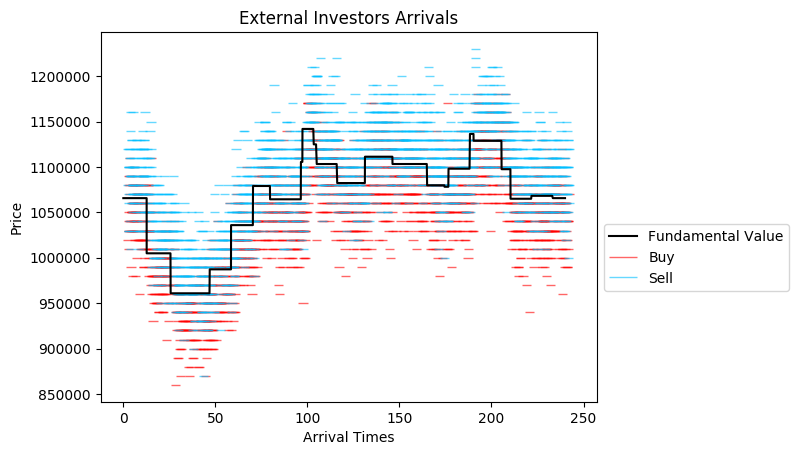 External Investors Arrivals
Price
1200000
1150000
1100000
1050000
1000000
950000
900000
850000
0
50
100
150
200
250
Arrival Times
Fundamental Value
Buy
Sell